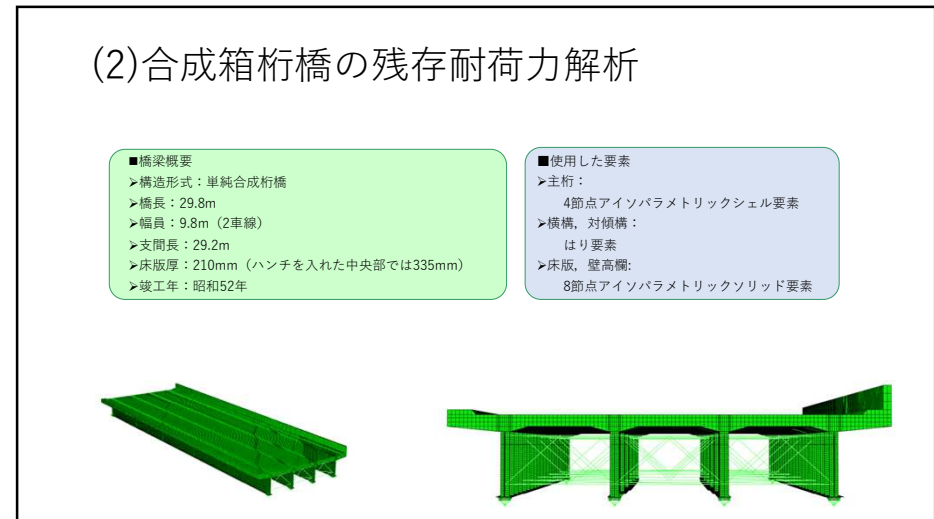 (2)合成箱桁橋の残存耐荷力解析
■橋梁概要
➢構造形式：単純合成桁橋
➢橋長：29.8m
➢幅員：9.8m（2車線）
➢支間長：29.2m
➢床版厚：210mm（ハンチを入れた中央部では335mm）
➢竣工年：昭和52年
■使用した要素
➢主桁：
4節点アイソパラメトリックシェル要素
➢横構，対傾構：
はり要素
➢床版，壁高欄:
8節点アイソパラメトリックソリッド要素